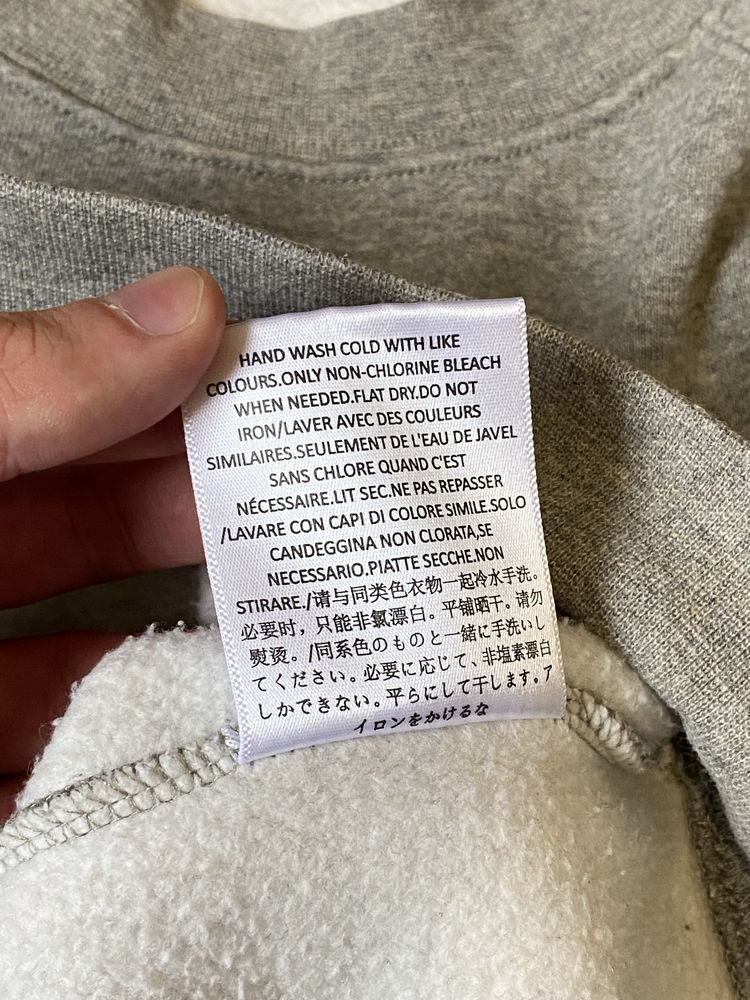 HAND WASH COLD WITH LIKE
COLOURS.ONLY NON-CHLORINE BLEACH
WHEN NEEDED.FLAT DRY.DO NOT
IRON/LAVER AVEC DES COULEURS
SIMILAIRES.SEULEMENT DE L'EAU DE JAVEL
SANS CHLORE QUAND C'EST
NÉCESSAIRE.LIT SEC.NE PAS REPASSER
/LAVARE CON CAPI DI COLORE SIMILE.SOLO
CANDEGGINA NON CLORATA,SE
NECESSARIO.PIATTE SECCHE.NON
STIRARE./请与同类色衣物一起冷水手洗。
必要时，只能非氯漂白。平铺晒干。请勿
熨烫。/同系色のものと一緒に手洗いし
てください。必要に応じて、非塩素漂白
しかできない。平らにして干します。ア
イロンをかけるな